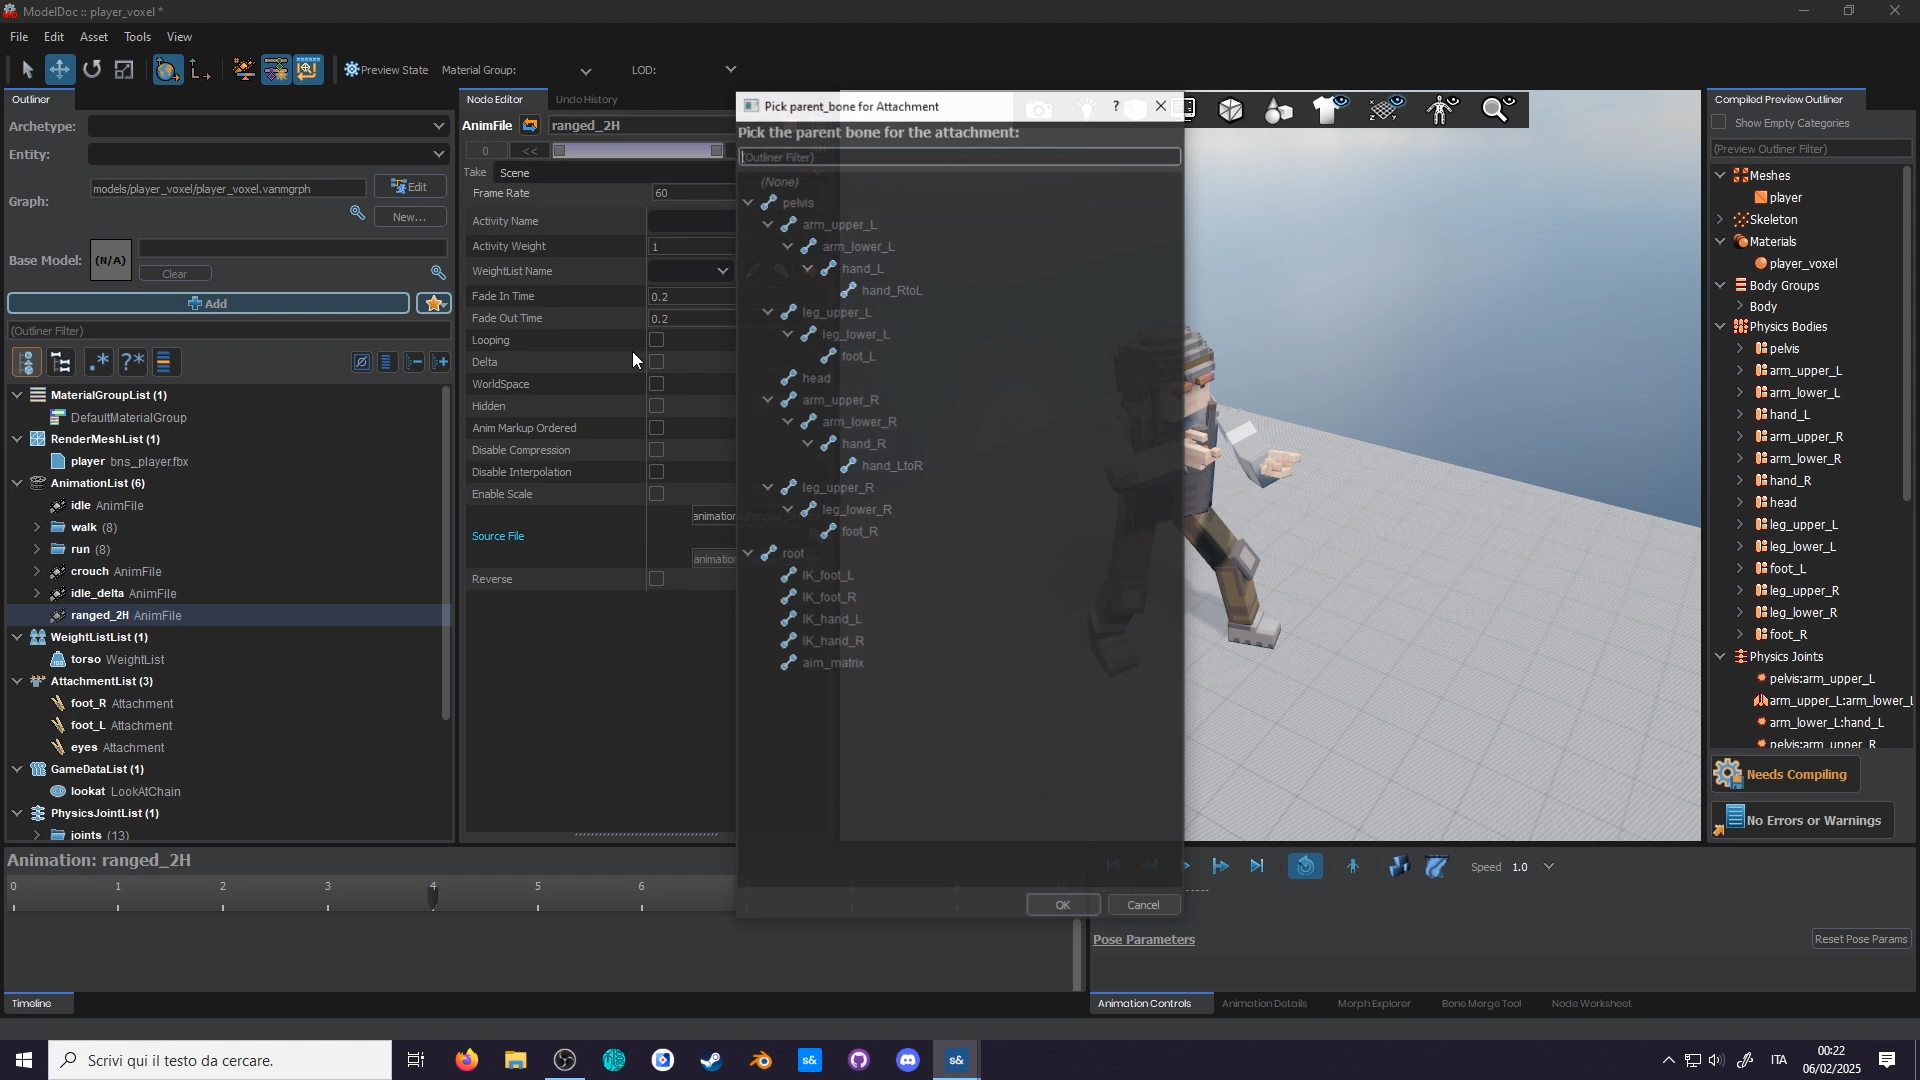 ModelDoc :: player_voxel *
File Edit Asset Tools View
Preview State Material Group: LOD:
Outliner
Archetype:
Entity:
Graph: models/player_voxel/player_voxel.vanmgrph Edit
New...
Base Model: (N/A)
Clear
Add
(Outliner Filter)
MaterialGroupList (1)
DefaultMaterialGroup
RenderMeshList (1)
player bns_player.fbx
AnimationList (6)
idle AnimFile
walk (8)
run (8)
crouch AnimFile
idle_delta AnimFile
ranged_2H AnimFile
WeightListList (1)
torso WeightList
AttachmentList (3)
foot_R Attachment
foot_L Attachment
eyes Attachment
GameDataList (1)
lookat LookAtChain
PhysicsJointList (1)
joints (13)
Node Editor Undo History
AnimFile ranged_2H
0 <<
Take Scene
Frame Rate 60
Activity Name
Activity Weight 1
WeightList Name
Fade In Time 0.2
Fade Out Time 0.2
Looping
Delta
WorldSpace
Hidden
Anim Markup Ordered
Disable Compression
Disable Interpolation
Enable Scale
animation
Source File
animation
Reverse
Pick parent_bone for Attachment ?
Pick the parent bone for the attachment:
(Outliner Filter)
(None)
pelvis
arm_upper_L
arm_lower_L
hand_L
hand_RtoL
leg_upper_L
leg_lower_L
foot_L
head
arm_upper_R
arm_lower_R
hand_R
hand_LtoR
leg_upper_R
leg_lower_R
foot_R
root
IK_foot_L
IK_foot_R
IK_hand_L
IK_hand_R
aim_matrix
OK Cancel
Compiled Preview Outliner
Show Empty Categories
(Preview Outliner Filter)
Meshes
player
Skeleton
Materials
player_voxel
Body Groups
Body
Physics Bodies
pelvis
arm_upper_L
arm_lower_L
hand_L
arm_upper_R
arm_lower_R
hand_R
head
leg_upper_L
leg_lower_L
foot_L
leg_upper_R
leg_lower_R
foot_R
Physics Joints
pelvis:arm_upper_L
arm_upper_L:arm_lower_L
arm_lower_L:hand_L
pelvis:arm_upper_R
Needs Compiling
No Errors or Warnings
Animation: ranged_2H
0 1 2 3 4 5 6
Timeline
Speed 1.0
Pose Parameters Reset Pose Params
Animation Controls Animation Details Morph Explorer Bone Merge Tool Node Worksheet
Scrivi qui il testo da cercare.
s& s&
ITA
00:22
06/02/2025